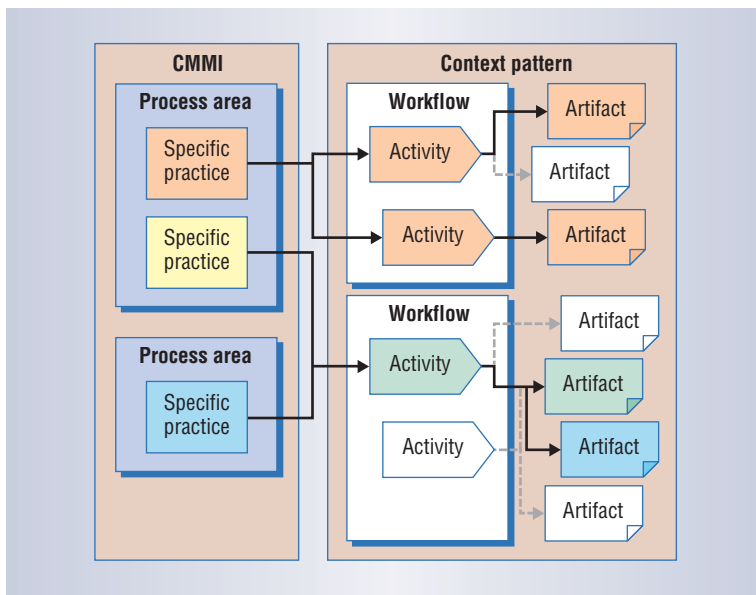 CMMI
Process area
Specific
practice
Specific
practice
Process area
Specific
practice
Context pattern
Workflow
Activity
Activity
Artifact
Artifact
Artifact
Workflow
Activity
Activity
Artifact
Artifact
Artifact
Artifact